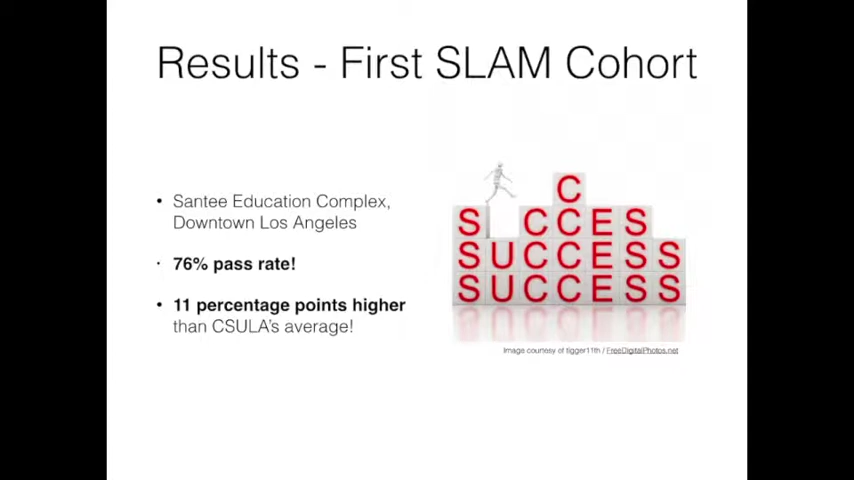 Results - First SLAM Cohort
• Santee Education Complex,
Downtown Los Angeles
• 76% pass rate!
• 11 percentage points higher
than CSULA's average!
C
S CCES
SUCCESS
SUCCESS
Image courtesy of tigger11th / FreeDigitalPhotos.net